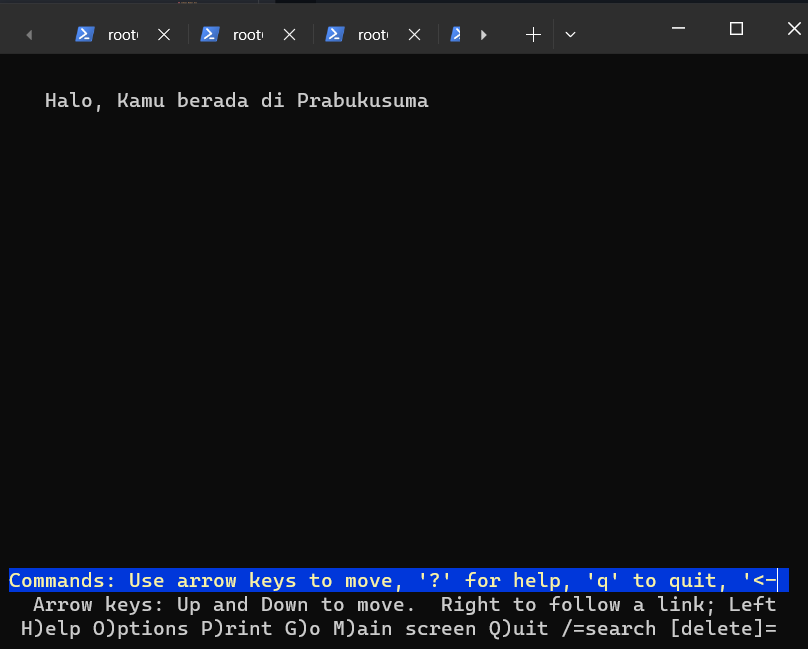 root
root
root
Halo, Kamu berada di Prabukusuma
Commands: Use arrow keys to move, '?' for help, 'q' to quit, '<-
Arrow keys: Up and Down to move.  Right to follow a link; Left
H)elp O)ptions P)rint G)o M)ain screen Q)uit /=search [delete]=